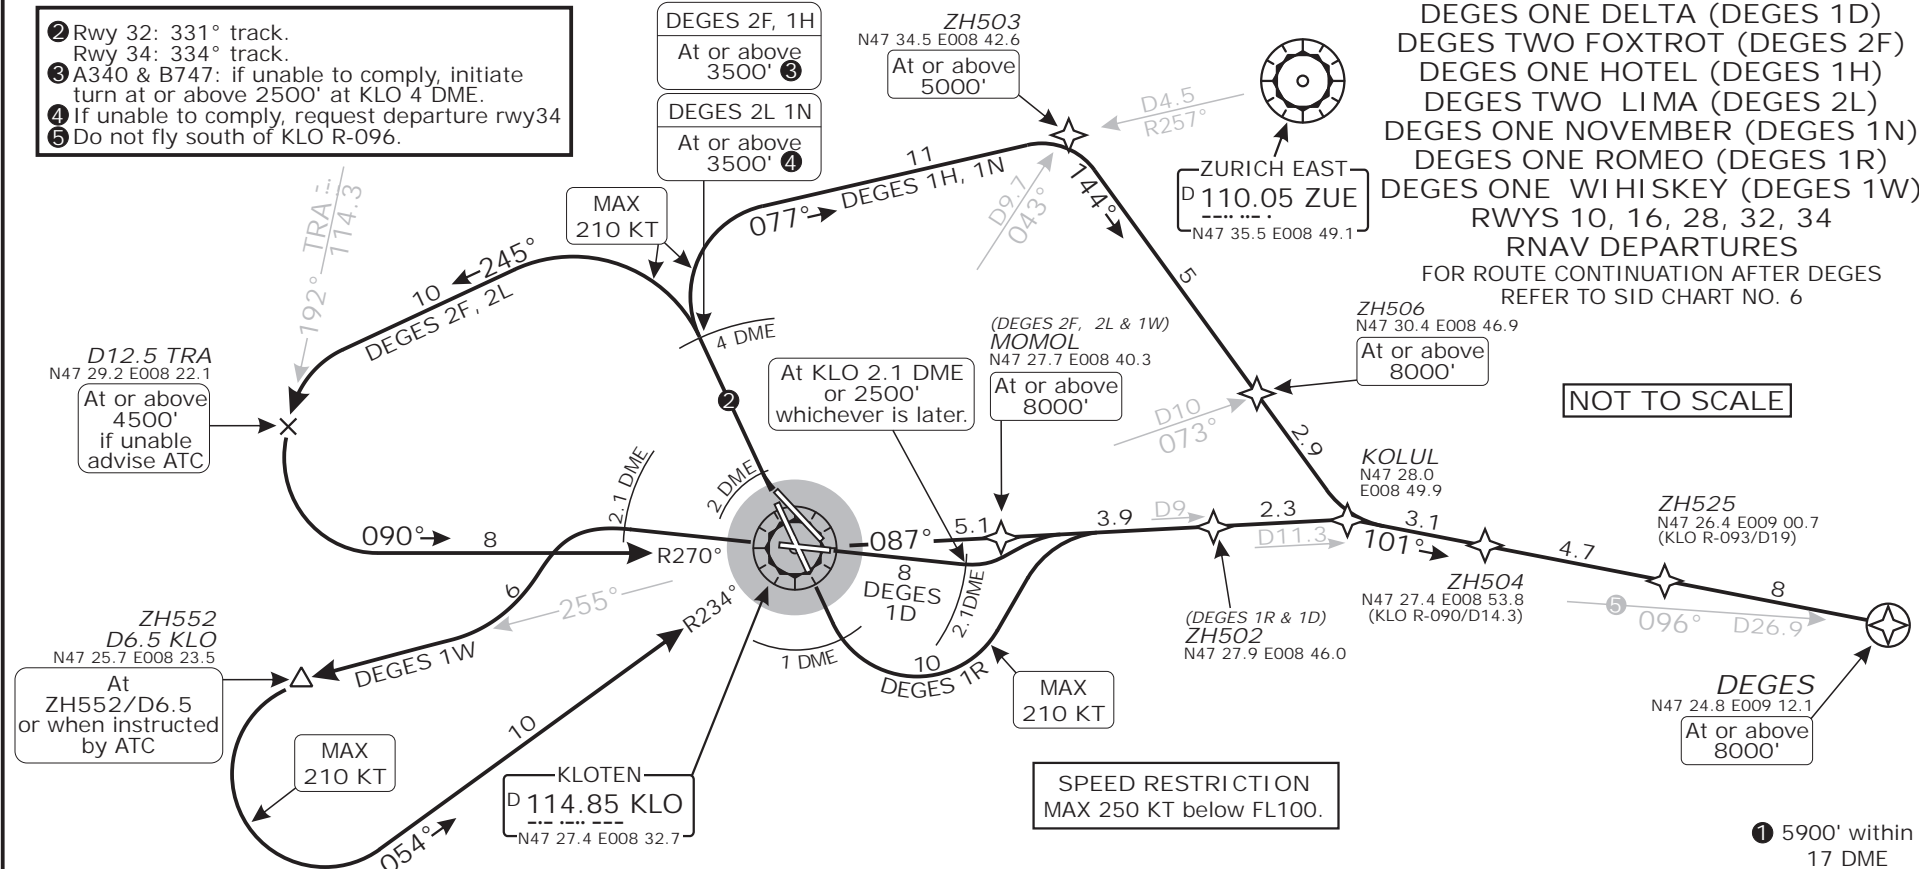 ❷ Rwy 32: 331° track.
Rwy 34: 334° track.
❸ A340 & B747: if unable to comply, initiate
turn at or above 2500' at KLO 4 DME.
❹ If unable to comply, request departure rwy34
❺ Do not fly south of KLO R-096.
DEGES 2F, 1H
At or above
3500' ❸
DEGES 2L 1N
At or above
3500' ❹
ZH503
N47 34.5 E008 42.6
At or above
5000'
D4.5
R257°
ZURICH EAST
D 110.05 ZUE
N47 35.5 E008 49.1
DEGES ONE DELTA (DEGES 1D)
DEGES TWO FOXTROT (DEGES 2F)
DEGES ONE HOTEL (DEGES 1H)
DEGES TWO LIMA (DEGES 2L)
DEGES ONE NOVEMBER (DEGES 1N)
DEGES ONE ROMEO (DEGES 1R)
DEGES ONE WIHISKEY (DEGES 1W)
RWYS 10, 16, 28, 32, 34
RNAV DEPARTURES
FOR ROUTE CONTINUATION AFTER DEGES
REFER TO SID CHART NO. 6
192° TRA
114.3
MAX
210 KT
11
077° DEGES 1H, 1N
D9.7
043°
144°
5
245°
10
DEGES 2F, 2L
4 DME
❷
D12.5 TRA
N47 29.2 E008 22.1
At or above
4500'
if unable
advise ATC
At KLO 2.1 DME
or 2500'
whichever is later.
(DEGES 2F, 2L & 1W)
MOMOL
N47 27.7 E008 40.3
At or above
8000'
ZH506
N47 30.4 E008 46.9
At or above
8000'
D10
073°
2.9
NOT TO SCALE
KOLUL
N47 28.0
E008 49.9
2.1 DME
2 DME
090° 8
R270°
087°
5.1
3.9
D9
2.3
D11.3
3.1
101°
4.7
8
8
DEGES
1D
2.1DME
ZH525
N47 26.4 E009 00.7
(KLO R-093/D19)
ZH504
N47 27.4 E008 53.8
(KLO R-090/D14.3)
❺ 096° D26.9
(DEGES 1R & 1D)
ZH502
N47 27.9 E008 46.0
6
255°
R234°
ZH552
D6.5 KLO
N47 25.7 E008 23.5
At
ZH552/D6.5
or when instructed
by ATC
DEGES 1W
1 DME
10
DEGES 1R
MAX
210 KT
DEGES
N47 24.8 E009 12.1
At or above
8000'
10
MAX
210 KT
054°
KLOTEN
D 114.85 KLO
N47 27.4 E008 32.7
SPEED RESTRICTION
MAX 250 KT below FL100.
❶ 5900' within
17 DME